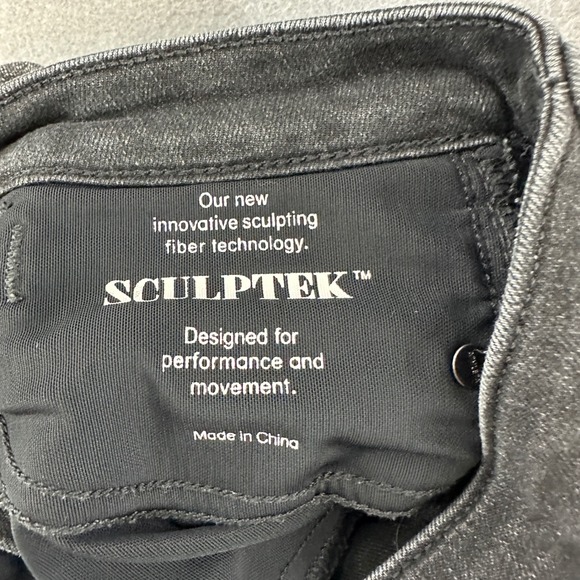 Our new
innovative sculpting
fiber technology.
SCULPTEK™
Designed for
performance and
movement.
Made in China